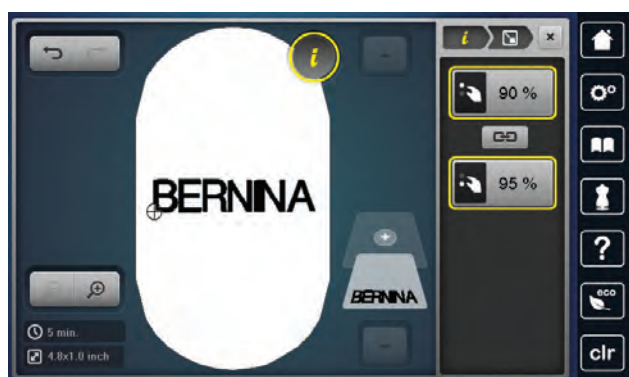 i
i
90 %
BERNINA
95 %
BERNINA
?
eco
5 min.
4.8x1.0 inch
clr